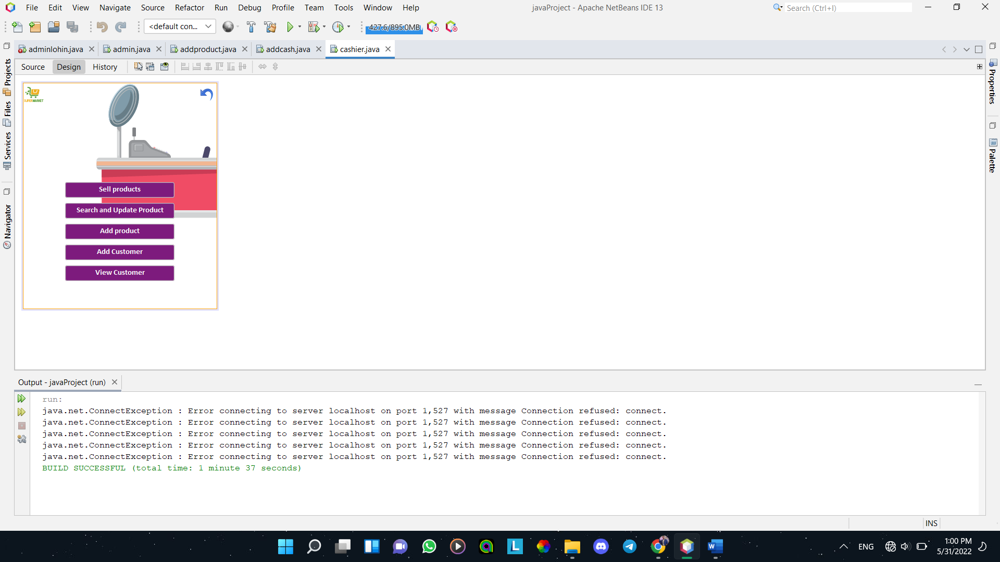 File Edit View Navigate Source Refactor Run Debug Profile Team Tools Window Help
javaProject - Apache NetBeans IDE 13
Search (Ctrl+I)
<default con...
427.6/895.0MB
adminlohin.java
admin.java
addproduct.java
addcash.java
cashier.java
Source Design History
Projects
Files
Services
Navigator
Properties
Palette
SUPERMARKET
Sell products
Search and Update Product
Add product
Add Customer
View Customer
Output - javaProject (run)
run:
java.net.ConnectException : Error connecting to server localhost on port 1,527 with message Connection refused: connect.
java.net.ConnectException : Error connecting to server localhost on port 1,527 with message Connection refused: connect.
java.net.ConnectException : Error connecting to server localhost on port 1,527 with message Connection refused: connect.
java.net.ConnectException : Error connecting to server localhost on port 1,527 with message Connection refused: connect.
java.net.ConnectException : Error connecting to server localhost on port 1,527 with message Connection refused: connect.
BUILD SUCCESSFUL (total time: 1 minute 37 seconds)
INS
ENG
1:00 PM
5/31/2022